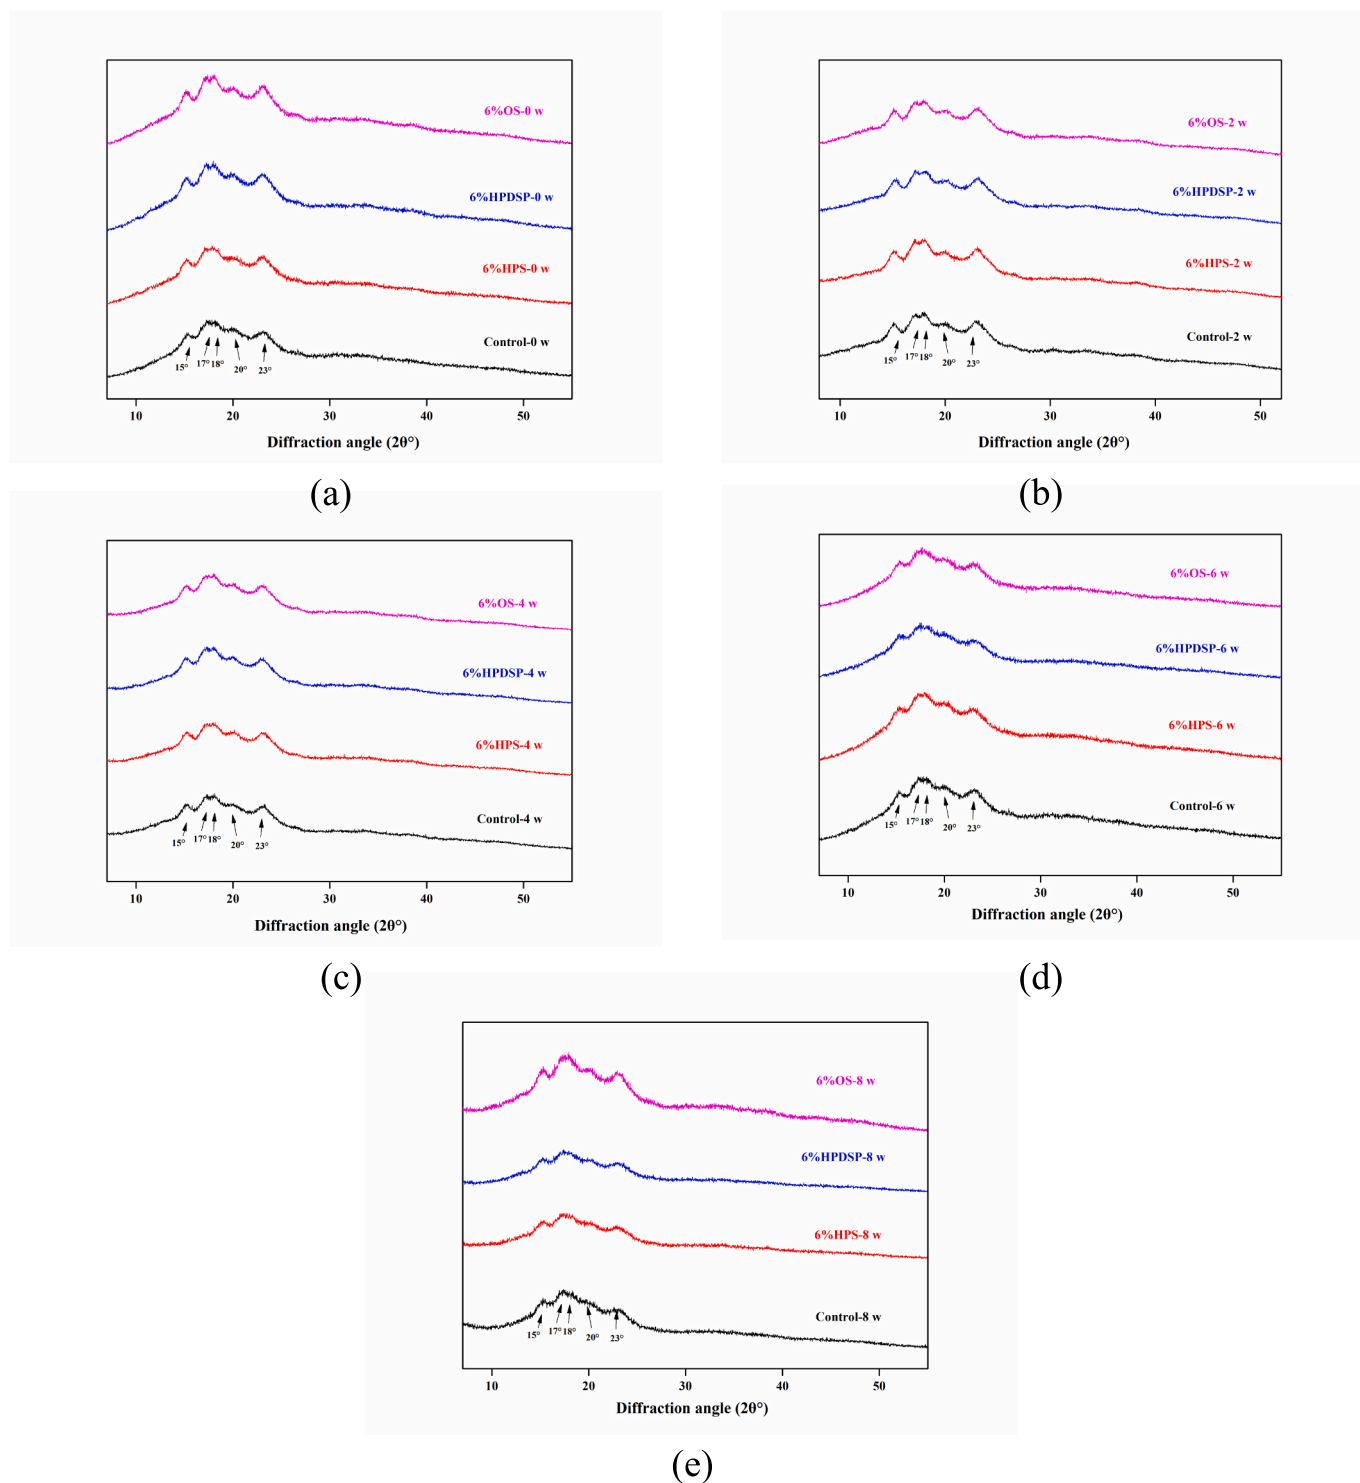 6%OS-0 w
6%HPDSP-0 w
6%HPS-0 w
Control-0 w
15° 17° 18° 20° 23°
10 20 30 40 50
Diffraction angle (2θ°)
(a)
6%OS-2 w
6%HPDSP-2 w
6%HPS-2 w
Control-2 w
15° 17° 18° 20° 23°
10 20 30 40 50
Diffraction angle (2θ°)
(b)
6%OS-4 w
6%HPDSP-4 w
6%HPS-4 w
Control-4 w
15° 17° 18° 20° 23°
10 20 30 40 50
Diffraction angle (2θ°)
(c)
6%OS-6 w
6%HPDSP-6 w
6%HPS-6 w
Control-6 w
15° 17° 18° 20° 23°
10 20 30 40 50
Diffraction angle (2θ°)
(d)
6%OS-8 w
6%HPDSP-8 w
6%HPS-8 w
Control-8 w
15° 17° 18° 20° 23°
10 20 30 40 50
Diffraction angle (2θ°)
(e)